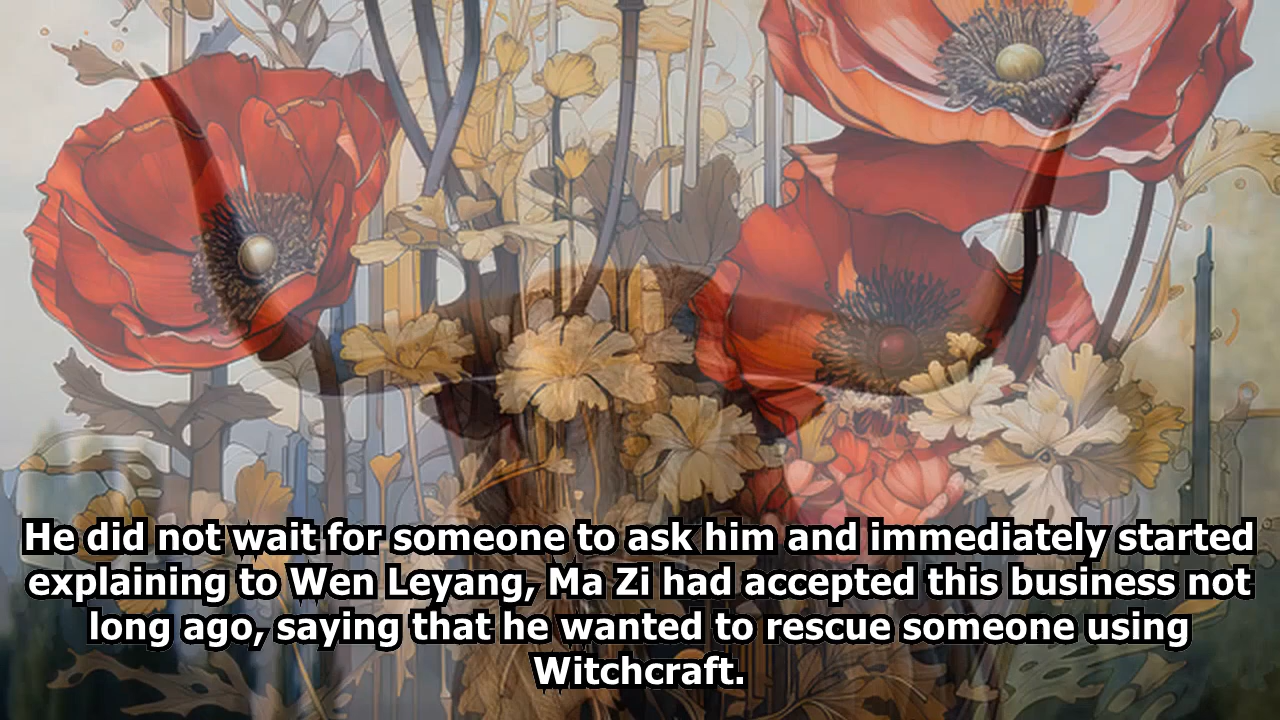 He did not wait for someone to ask him and immediately started
explaining to Wen Leyang, Ma Zi had accepted this business not
long ago, saying that he wanted to rescue someone using
Witchcraft.